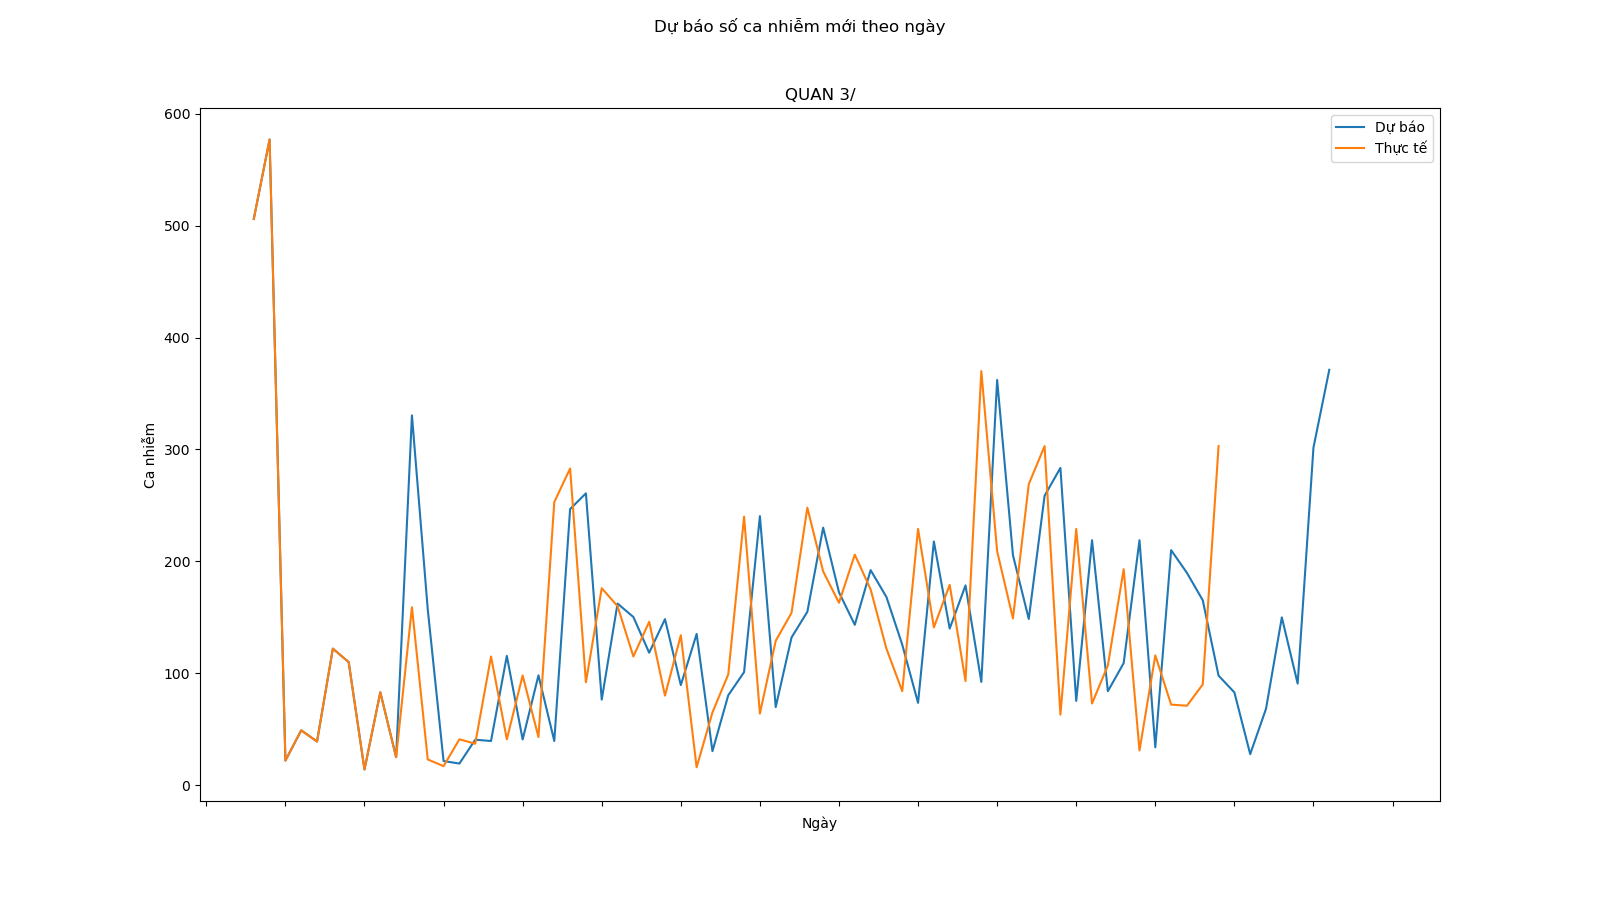 Dự báo số ca nhiễm mới theo ngày
QUAN 3/
600
500
400
300
200
100
0
Ca nhiễm
Dự báo
Thực tế
Ngày